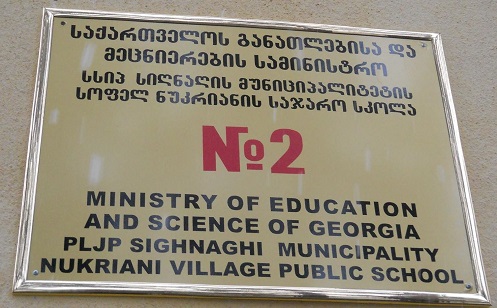 საქართველოს განათლებისა და
მეცნიერების სამინისტრო
სსიპ სიღნაღის მუნიციპალიტეტის
სოფელ ნუკრიანის საჯარო სკოლა
№2
MINISTRY OF EDUCATION
AND SCIENCE OF GEORGIA
PLJP SIGHNAGHI MUNICIPALITY
NUKRIANI VILLAGE PUBLIC SCHOOL